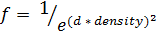 f = 1/e^(d * density)^2